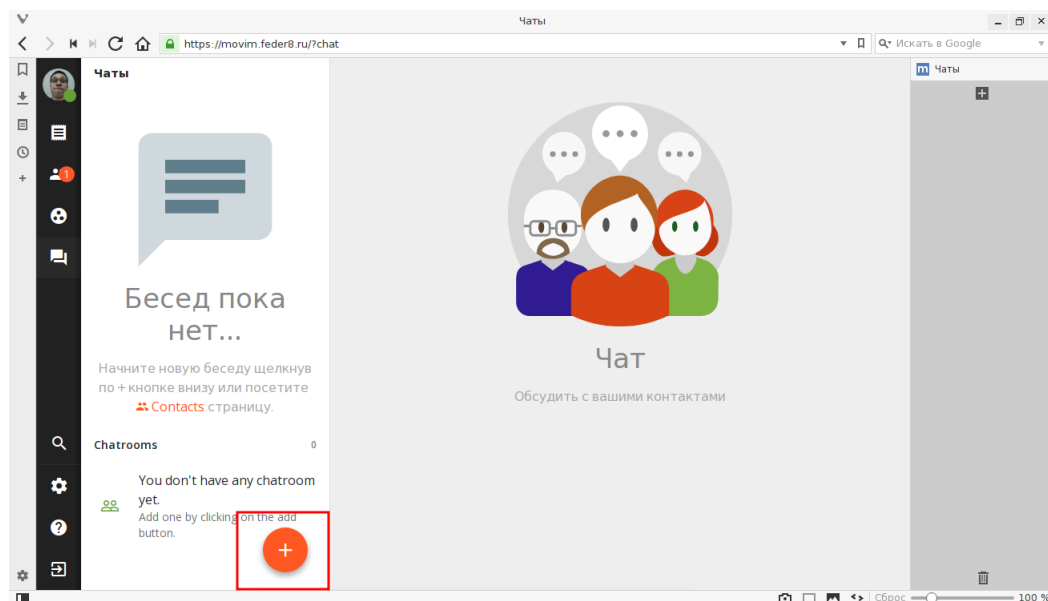 Чаты
https://movim.feder8.ru/?chat
Искать в Google
m Чаты
Чаты
1
Бесед пока
нет...
Начните новую беседу щелкнув
по + кнопке внизу или посетите
Contacts страницу.
Chatrooms 0
You don't have any chatroom
yet.
Add one by clicking on the add
button.
Чат
Обсудить с вашими контактами
Сброс 100 %